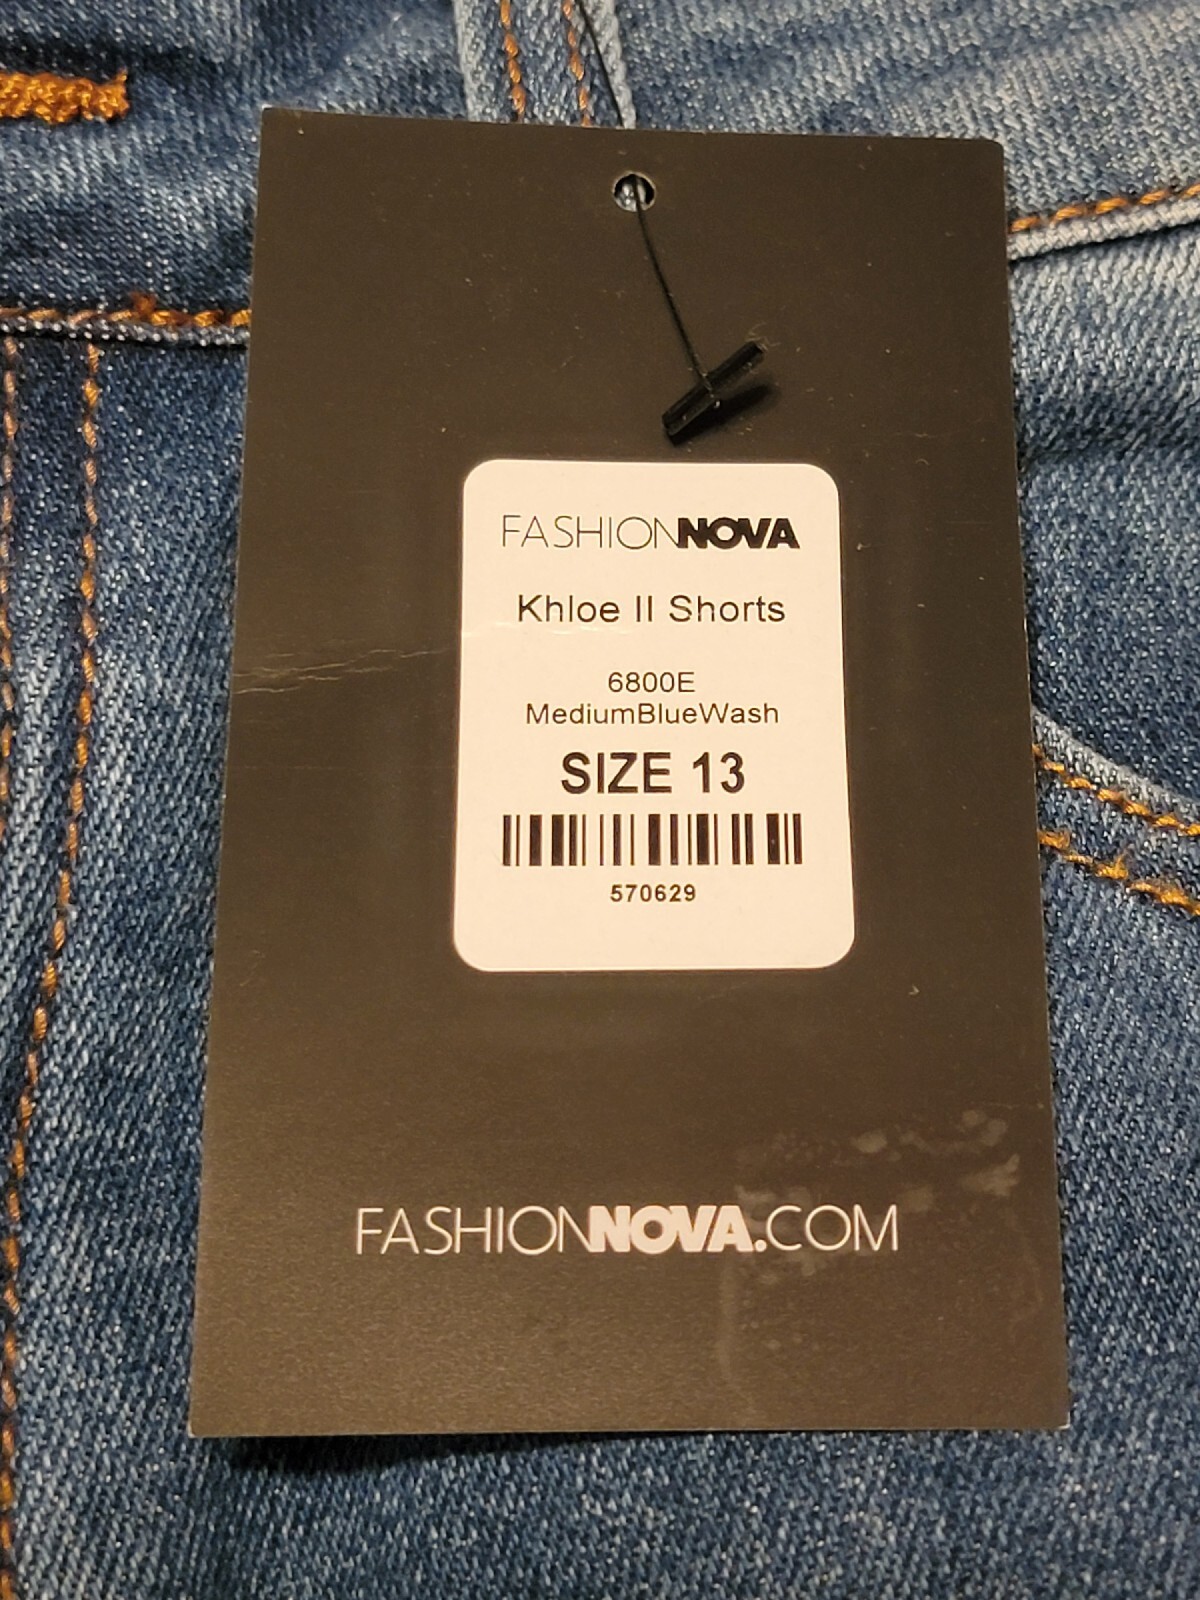 FASHIONNOVA
Khloe II Shorts
6800E
MediumBlueWash
SIZE 13
570629
FASHIONNOVA.COM